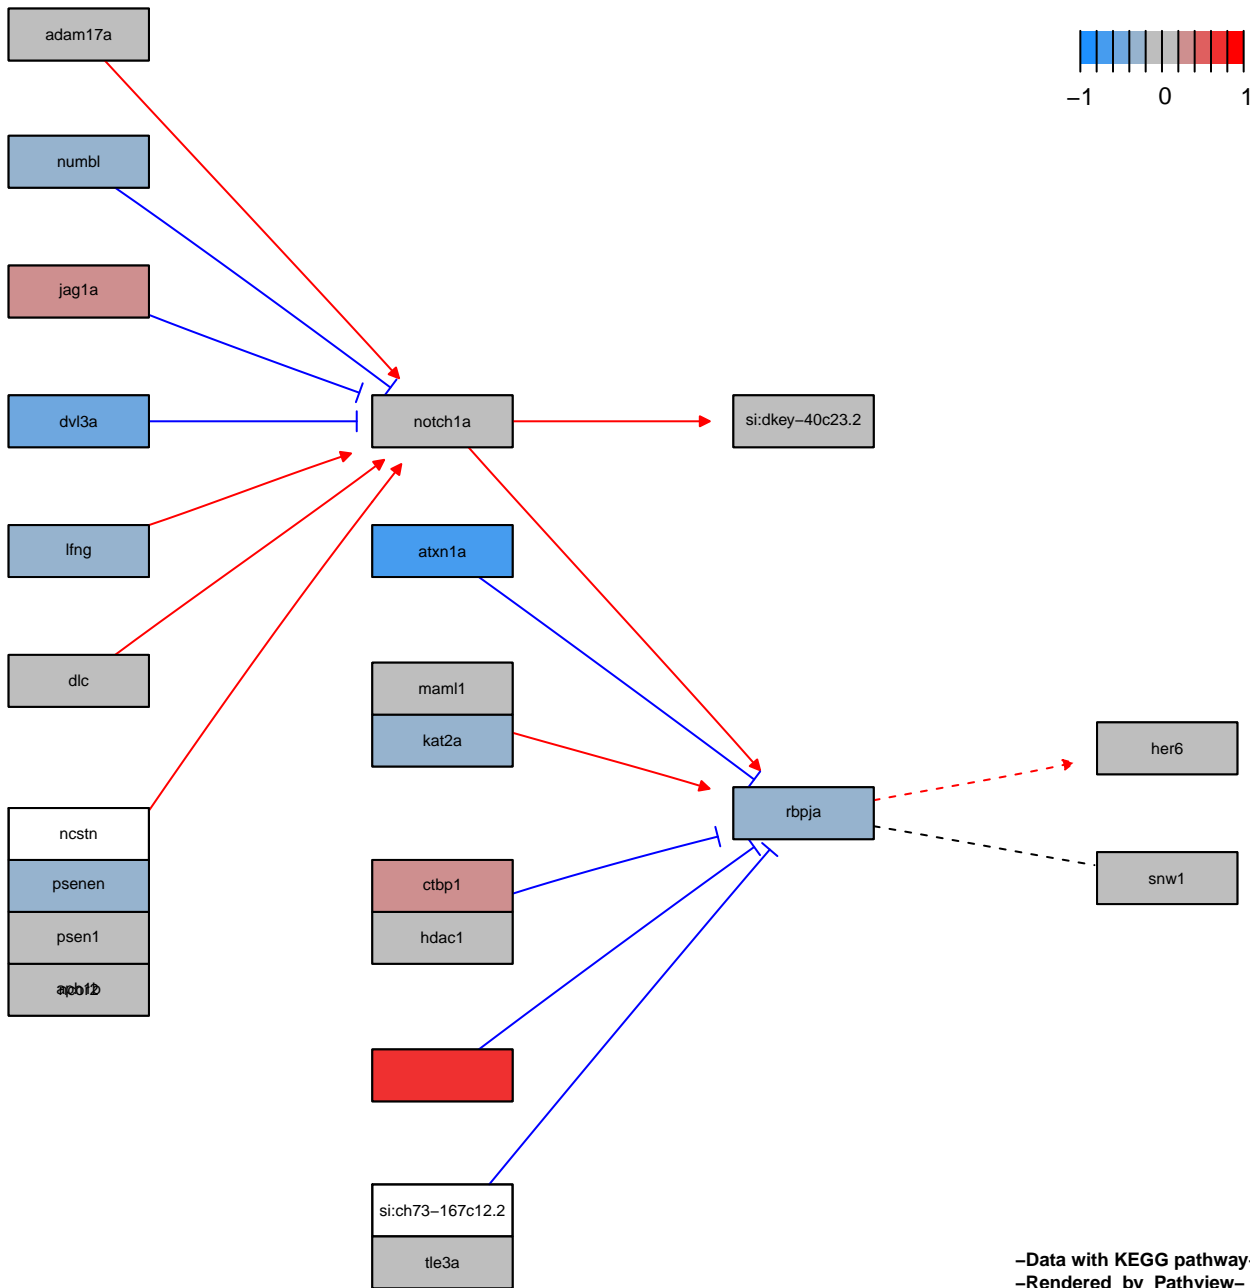 adam17a
−1 0 1
numbl
jag1a
dvl3a
notch1a
si:dkey−40c23.2
lfng
atxn1a
dlc
maml1
kat2a
her6
rbpja
ncstn
psenen
psen1
ctbp1
hdac1
snw1
si:ch73−167c12.2
tle3a
−Data with KEGG pathway−
−Rendered by Pathview−